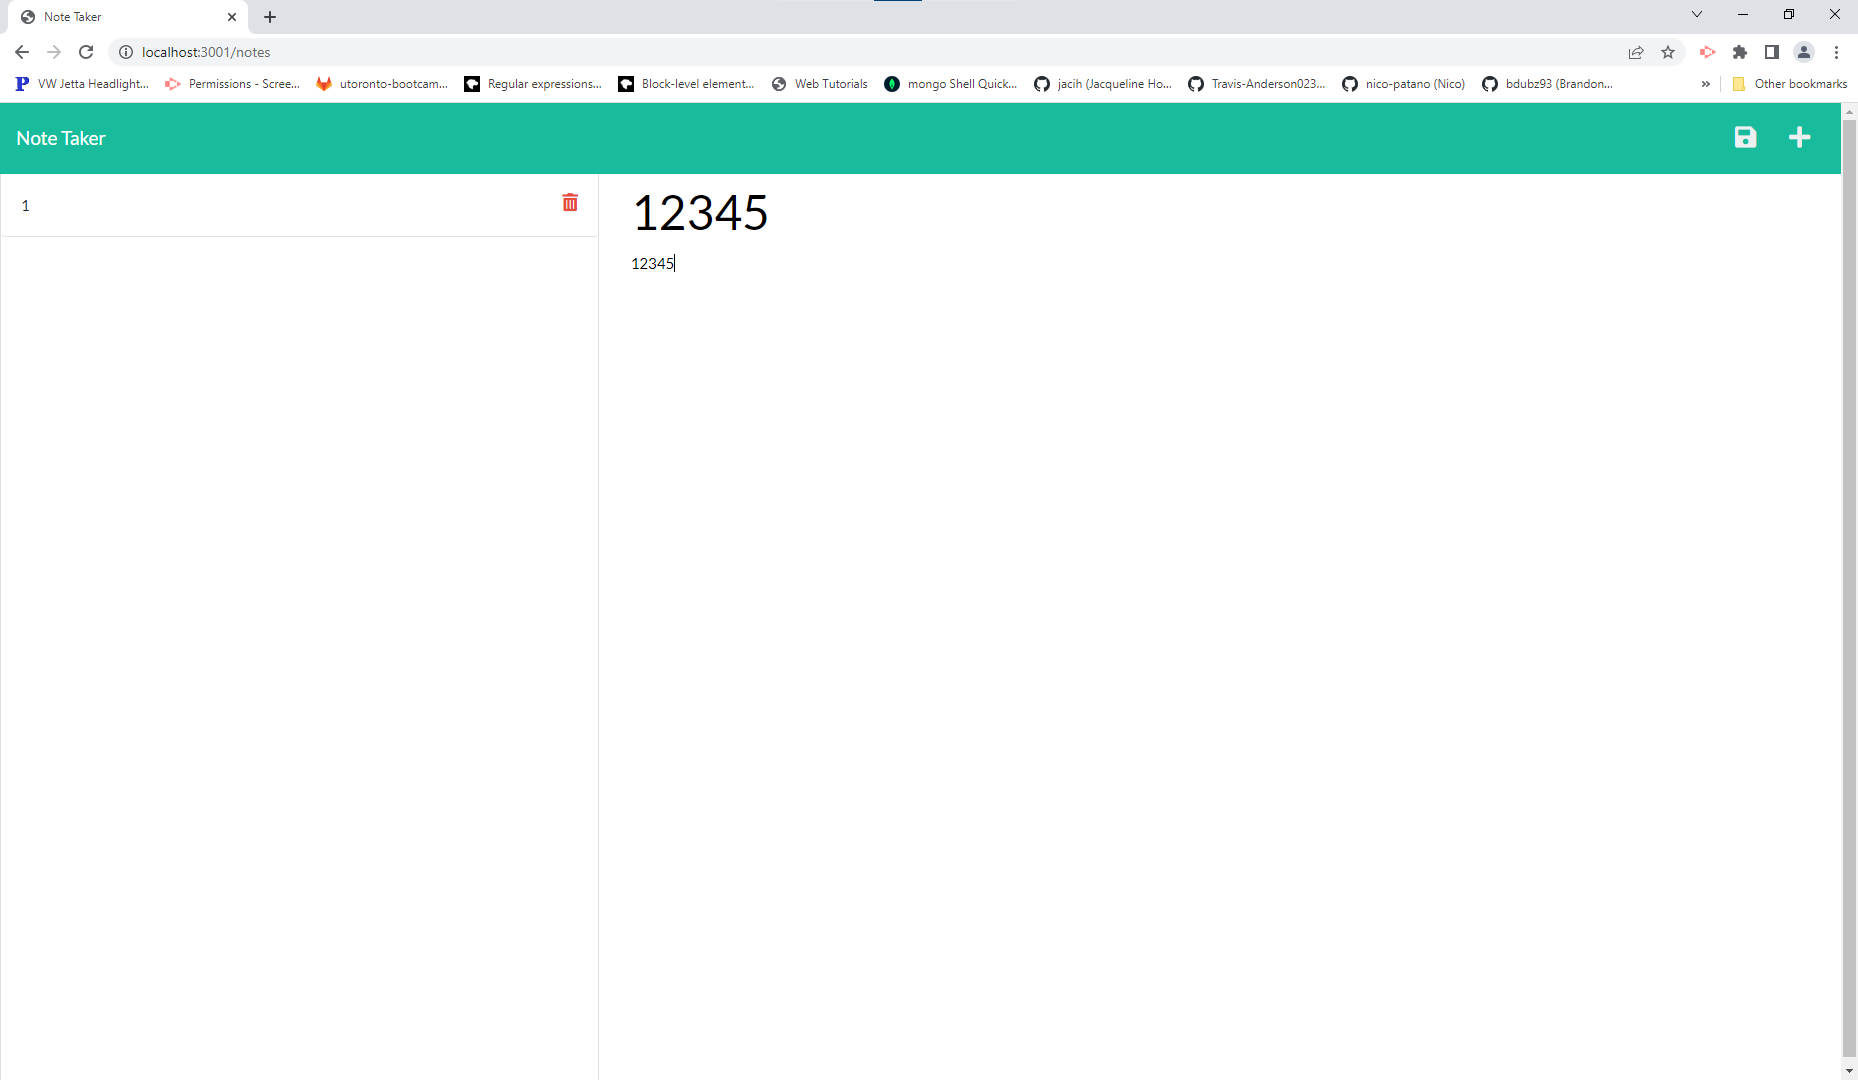 Note Taker
localhost:3001/notes
VW Jetta Headlight... Permissions - Scree... utoronto-bootcam... Regular expressions... Block-level element... Web Tutorials mongo Shell Quick... jacih (Jacqueline Ho... Travis-Anderson023... nico-patano (Nico) bdubz93 (Brandon... » Other bookmarks
Note Taker
1
12345
12345